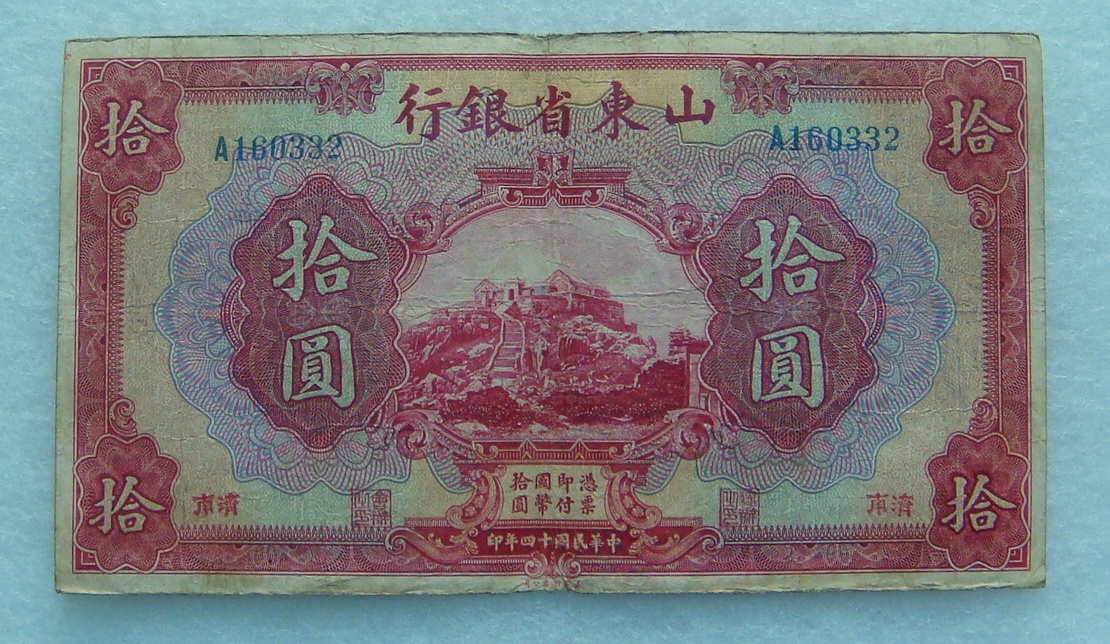 山東省銀行
拾
拾
A160332
A160332
拾圓
拾圓
憑票
即付
國幣
拾圓
濟南
濟南
拾
拾
中華民國十四年印